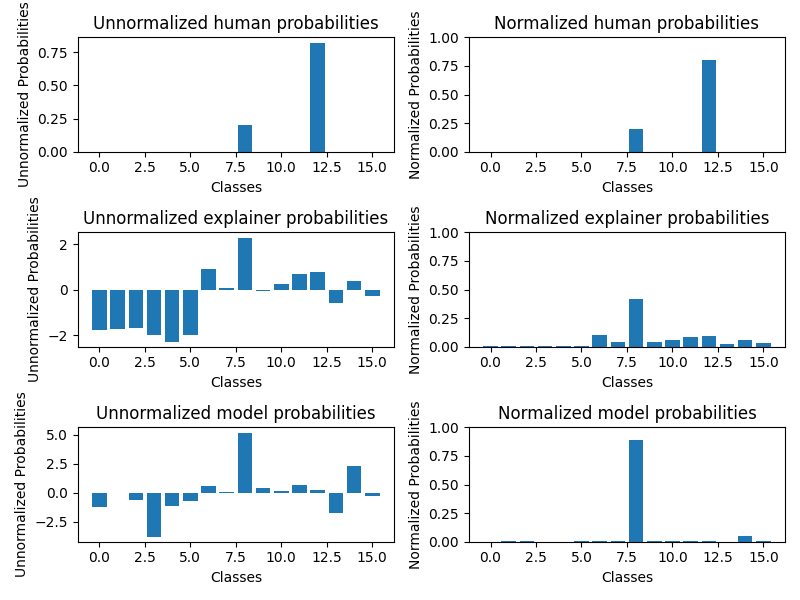 Unnormalized human probabilities
Unnormalized Probabilities
0.75
0.50
0.25
0.00
0.0 2.5 5.0 7.5 10.0 12.5 15.0
Classes
Normalized human probabilities
Normalized Probabilities
1.00
0.75
0.50
0.25
0.00
0.0 2.5 5.0 7.5 10.0 12.5 15.0
Classes
Unnormalized explainer probabilities
Unnormalized Probabilities
2
0
−2
0.0 2.5 5.0 7.5 10.0 12.5 15.0
Classes
Normalized explainer probabilities
Normalized Probabilities
1.00
0.75
0.50
0.25
0.00
0.0 2.5 5.0 7.5 10.0 12.5 15.0
Classes
Unnormalized model probabilities
Unnormalized Probabilities
5.0
2.5
0.0
−2.5
0.0 2.5 5.0 7.5 10.0 12.5 15.0
Classes
Normalized model probabilities
Normalized Probabilities
1.00
0.75
0.50
0.25
0.00
0.0 2.5 5.0 7.5 10.0 12.5 15.0
Classes